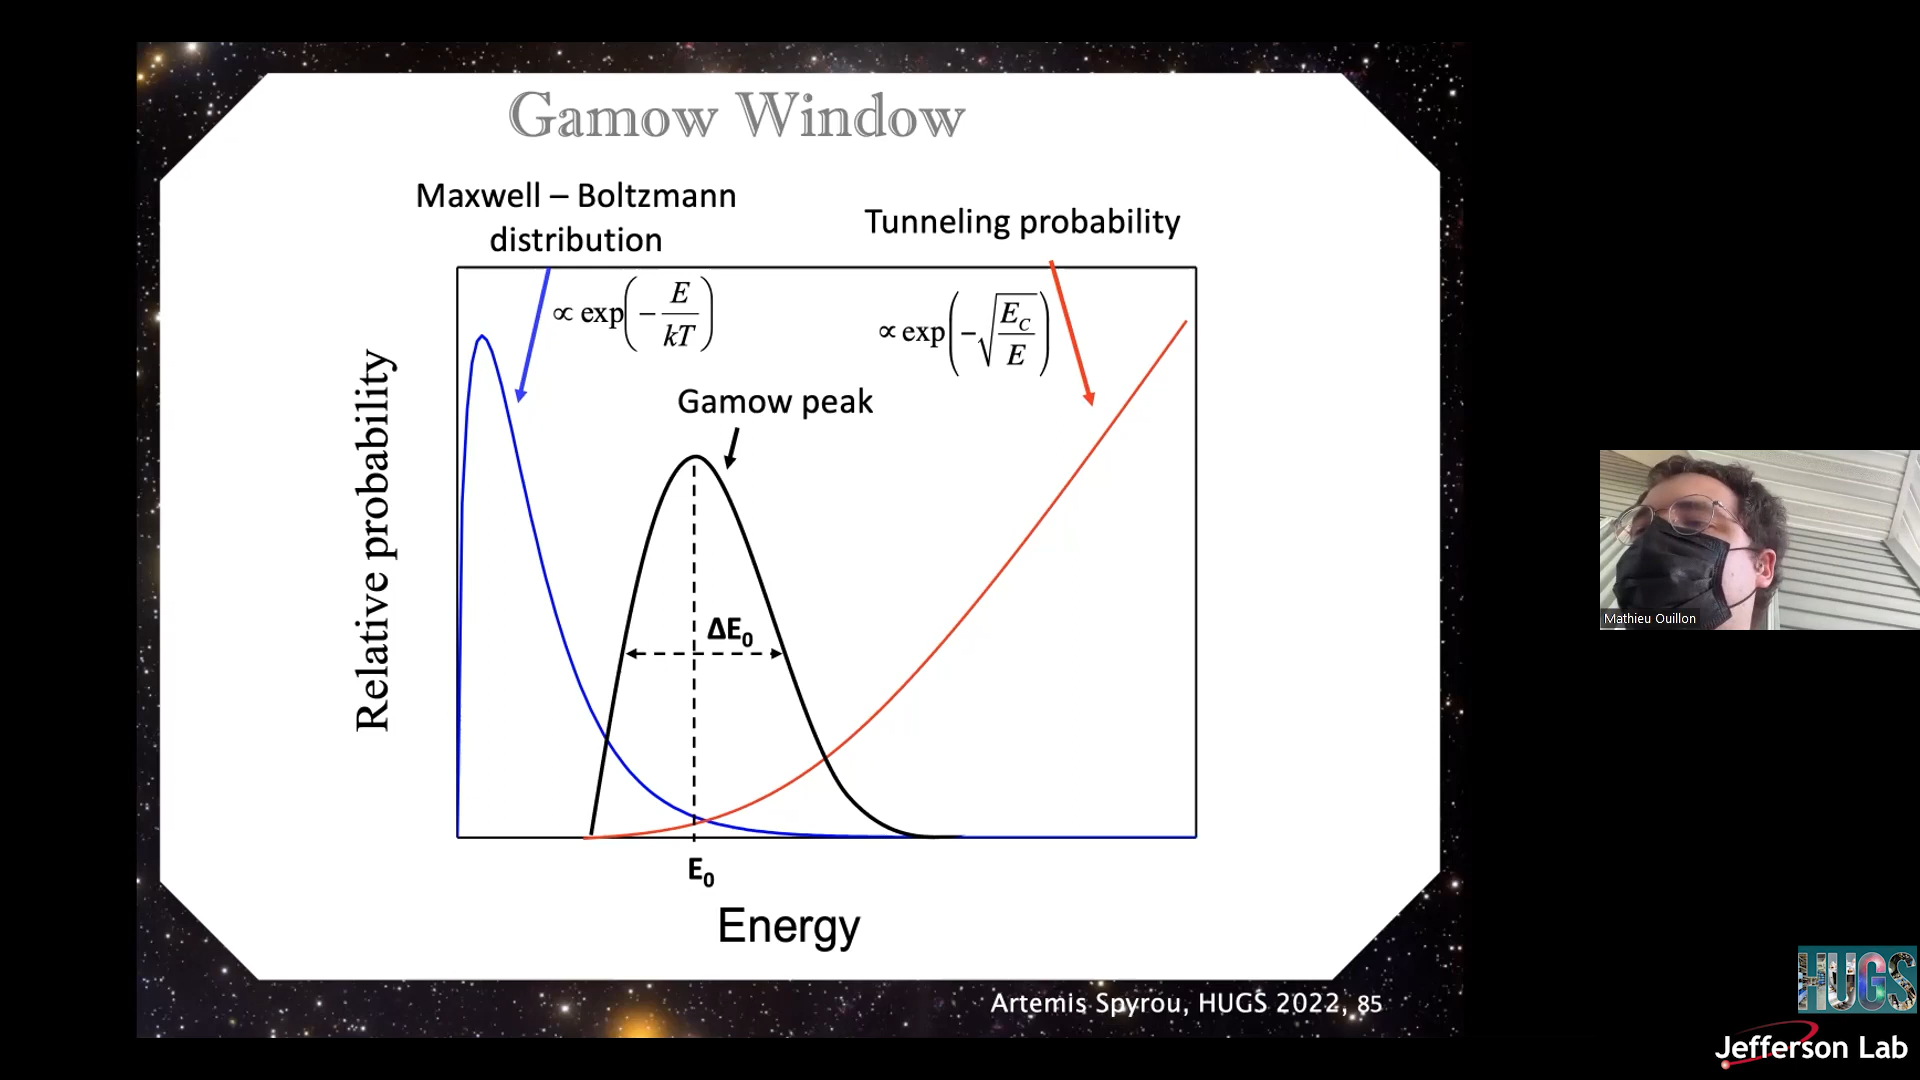 Gamow Window
Maxwell – Boltzmann
distribution
Tunneling probability
∝ exp(−E/kT)
∝ exp(−√(E_C/E))
Gamow peak
Relative probability
ΔE₀
E₀
Energy
Artemis Spyrou, HUGS 2022, 85
Mathieu Ouillon
HUGS
Jefferson Lab